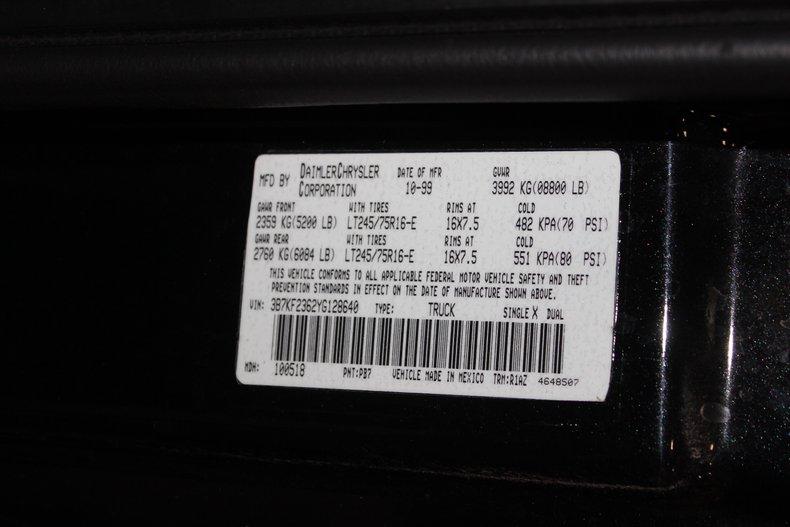 MFD BY DAIMLERCHRYSLER CORPORATION DATE OF MFR 10-99 GVWR 3992 KG(08800 LB)
GAWR FRONT WITH TIRES RIMS AT COLD
2359 KG(5200 LB) LT245/75R16-E 16X7.5 482 KPA(70 PSI)
GAWR REAR WITH TIRES RIMS AT COLD
2760 KG(6084 LB) LT245/75R16-E 16X7.5 551 KPA(80 PSI)
THIS VEHICLE CONFORMS TO ALL APPLICABLE FEDERAL MOTOR VEHICLE SAFETY AND THEFT
PREVENTION STANDARDS IN EFFECT ON THE DATE OF MANUFACTURE SHOWN ABOVE.
VIN: 3B7KF2362YG128640 TYPE: TRUCK SINGLE X DUAL
MDH: 100518 PNT:PB7 VEHICLE MADE IN MEXICO TRM:R1AZ 4648507